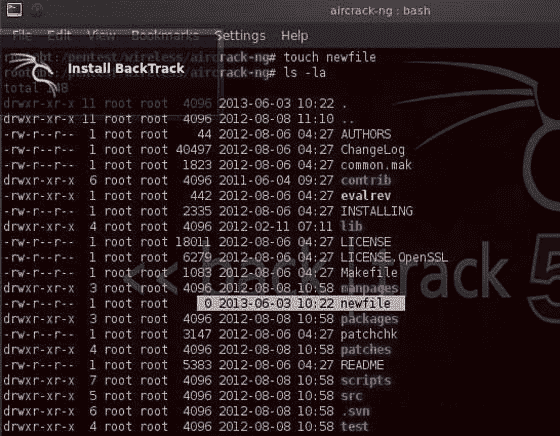 aircrack-ng : bash
File Edit View Bookmarks Settings Help
:/pentest/wireless/aircrack-ng# touch newfile
Install BackTrack
root@bt:/pentest/wireless/aircrack-ng# ls -la
total 248
drwxr-xr-x 11 root root 4096 2013-06-03 10:22 .
drwxr-xr-x 11 root root 4096 2012-08-08 11:10 ..
-rw-r--r-- 1 root root 44 2012-08-06 04:27 AUTHORS
-rw-r--r-- 1 root root 40497 2012-08-06 04:27 ChangeLog
-rw-r--r-- 1 root root 1823 2012-08-06 04:27 common.mak
drwxr-xr-x 6 root root 4096 2011-06-04 09:27 contrib
-rwxr-xr-x 1 root root 442 2012-08-06 04:27 evalrev
-rw-r--r-- 1 root root 2335 2012-08-06 04:27 INSTALLING
drwxr-xr-x 4 root root 4096 2012-02-11 07:11 lib
-rw-r--r-- 1 root root 18011 2012-08-06 04:27 LICENSE
-rw-r--r-- 1 root root 6279 2012-08-06 04:27 LICENSE.OpenSSL
-rw-r--r-- 1 root root 1083 2012-08-06 04:27 Makefile
drwxr-xr-x 3 root root 4096 2012-08-08 10:58 manpages
-rw-r--r-- 1 root root 0 2013-06-03 10:22 newfile
drwxr-xr-x 3 root root 4096 2012-08-08 10:58 packages
-rwxr-xr-x 1 root root 3147 2012-08-06 04:27 patchchk
drwxr-xr-x 4 root root 4096 2012-08-08 10:58 patches
-rw-r--r-- 1 root root 5383 2012-08-06 04:27 README
drwxr-xr-x 7 root root 4096 2012-08-08 10:58 scripts
drwxr-xr-x 5 root root 4096 2012-08-08 10:58 src
drwxr-xr-x 6 root root 4096 2012-08-08 10:58 .svn
drwxr-xr-x 4 root root 4096 2012-08-08 10:58 test
<< back track 5